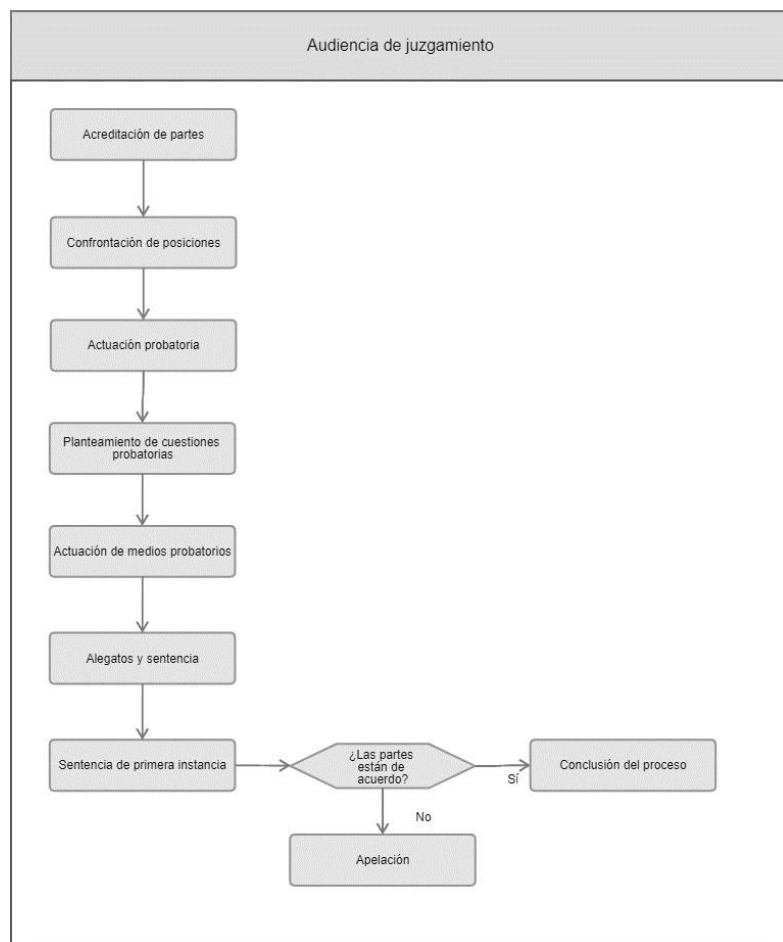 Audiencia de juzgamiento
Acreditación de partes
Confrontación de posiciones
Actuación probatoria
Planteamiento de cuestiones
probatorias
Actuación de medios probatorios
Alegatos y sentencia
Sentencia de primera instancia
¿Las partes
están de
acuerdo?
Sí
Conclusión del proceso
No
Apelación